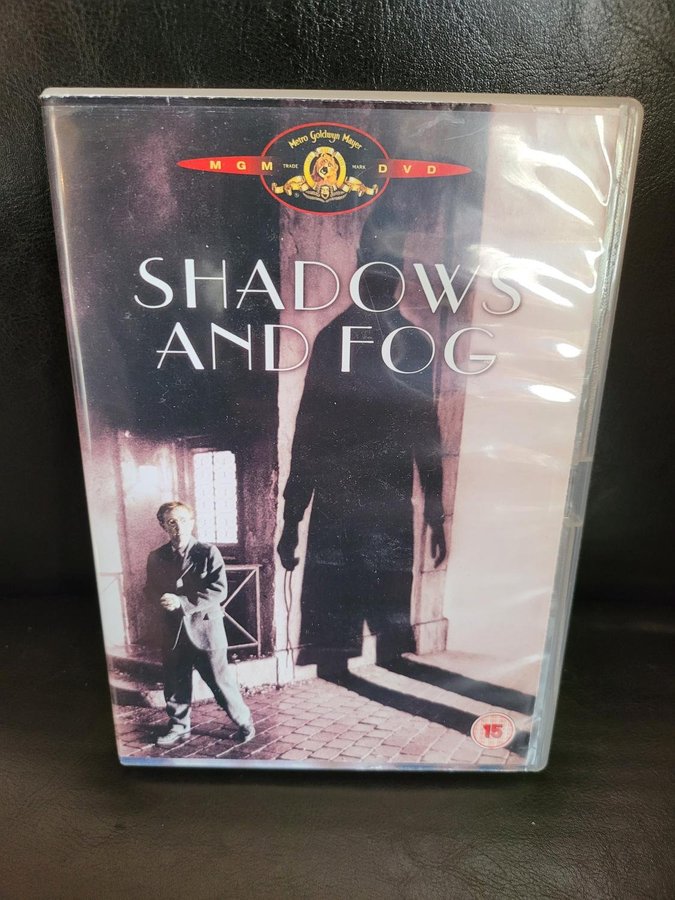 Metro Goldwyn Mayer
MGM TRADE MARK DVD
SHADOWS
AND FOG
15